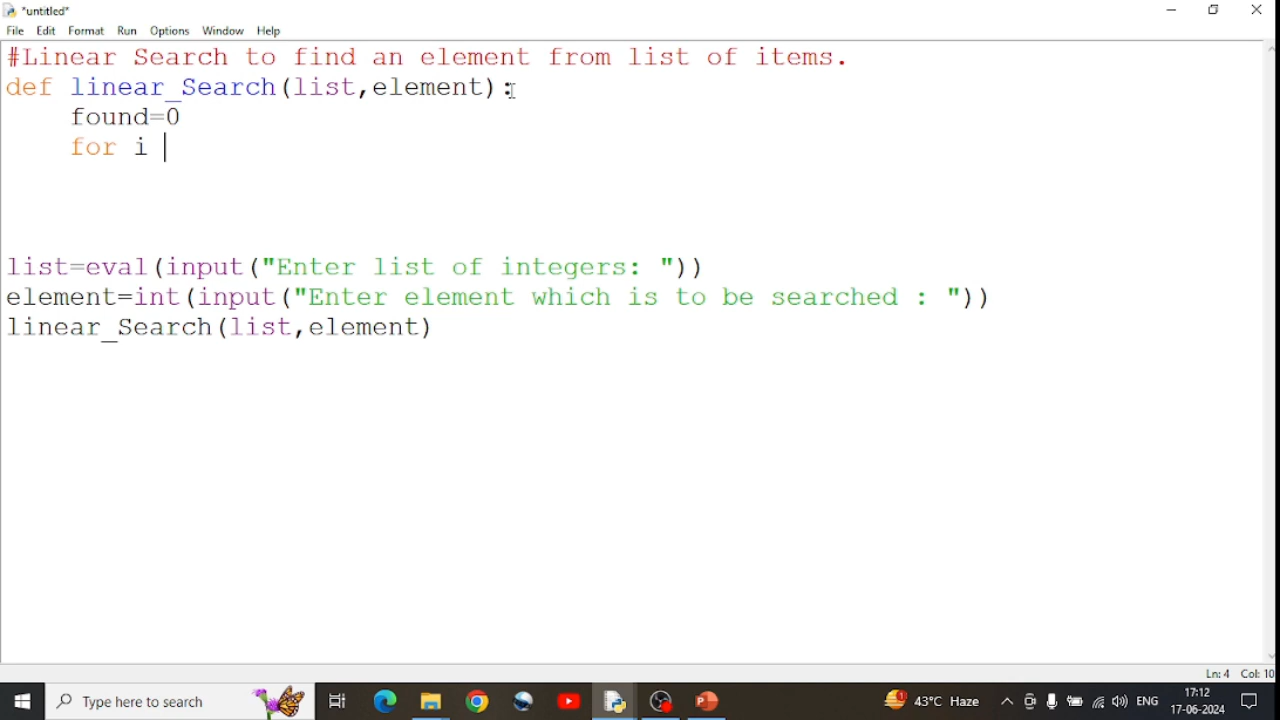 *untitled*
File Edit Format Run Options Window Help
#Linear Search to find an element from list of items.
def linear_Search(list,element):
found=0
for i
list=eval(input("Enter list of integers: "))
element=int(input("Enter element which is to be searched : "))
linear_Search(list,element)
Ln: 4 Col: 10
Type here to search
1
43°C Haze
ENG
17:12
17-06-2024